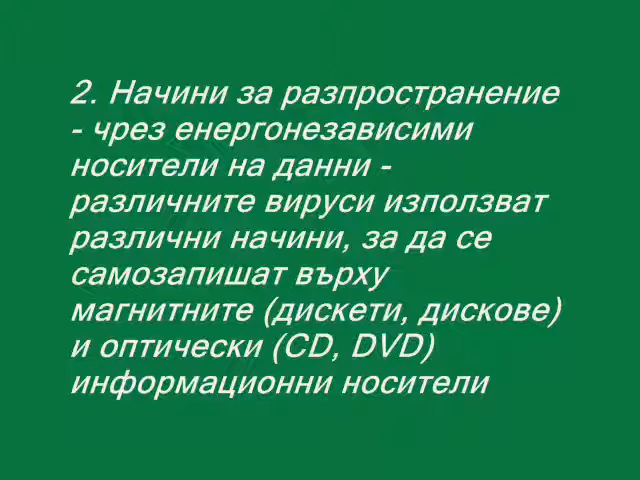 2. Начини за разпространение
- чрез енергонезависими
носители на данни -
различните вируси използват
различни начини, за да се
самозапишат върху
магнитните (дискети, дискове)
и оптически (CD, DVD)
информационни носители